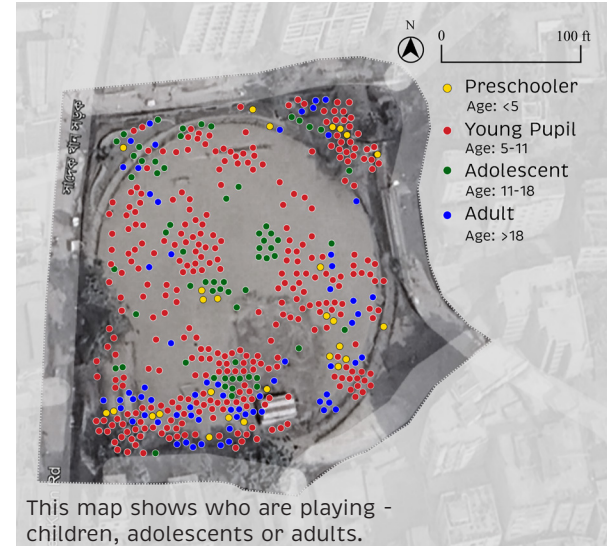 N
0 100 ft
Preschooler
Age: <5
Young Pupil
Age: 5-11
Adolescent
Age: 11-18
Adult
Age: >18
Rd
This map shows who are playing -
children, adolescents or adults.